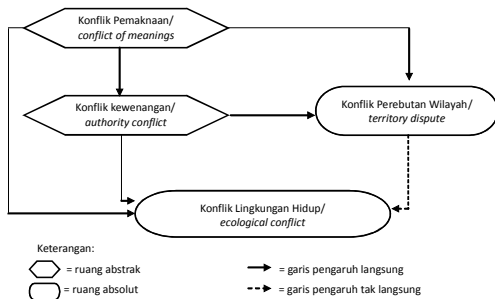 Konflik Pemaknaan/
conflict of meanings
Konflik kewenangan/
authority conflict
Konflik Perebutan Wilayah/
territory dispute
Konflik Lingkungan Hidup/
ecological conflict
Keterangan:
= ruang abstrak
= garis pengaruh langsung
= ruang absolut
= garis pengaruh tak langsung